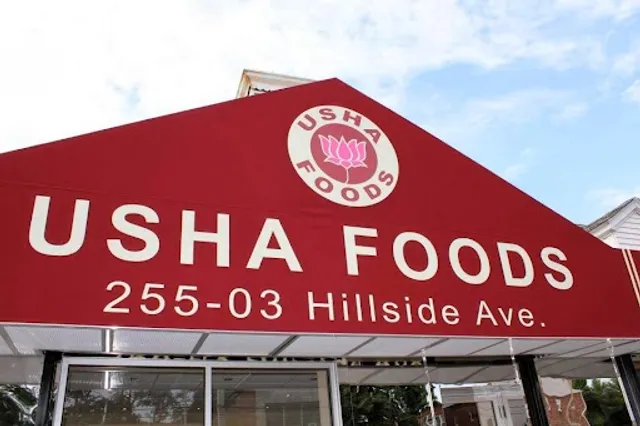 USHA
FOODS
USHA FOODS
255-03 Hillside Ave.